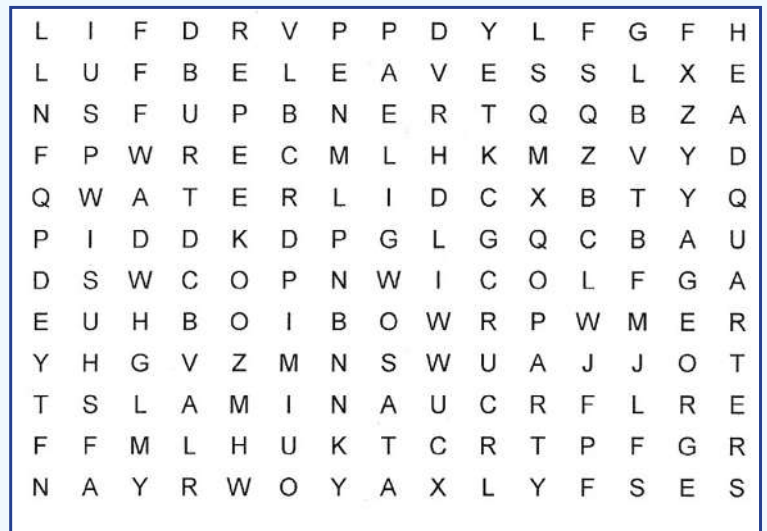 L I F D R V P P D Y L F G F H
L U F B E L E A V E S S L X E
N S F U P B N E R T Q Q B Z A
F P W R E C M L H K M Z V Y D
Q W A T E R L I D C X B T Y Q
P I D D K D P G L G Q C B A U
D S W C O P N W I C O L F G A
E U H B O I B O W R P W M E R
Y H G V Z M N S W U A J J O T
T S L A M I N A U C R F L R E
F F M L H U K T C R T P F G R
N A Y R W O Y A X L Y F S E S